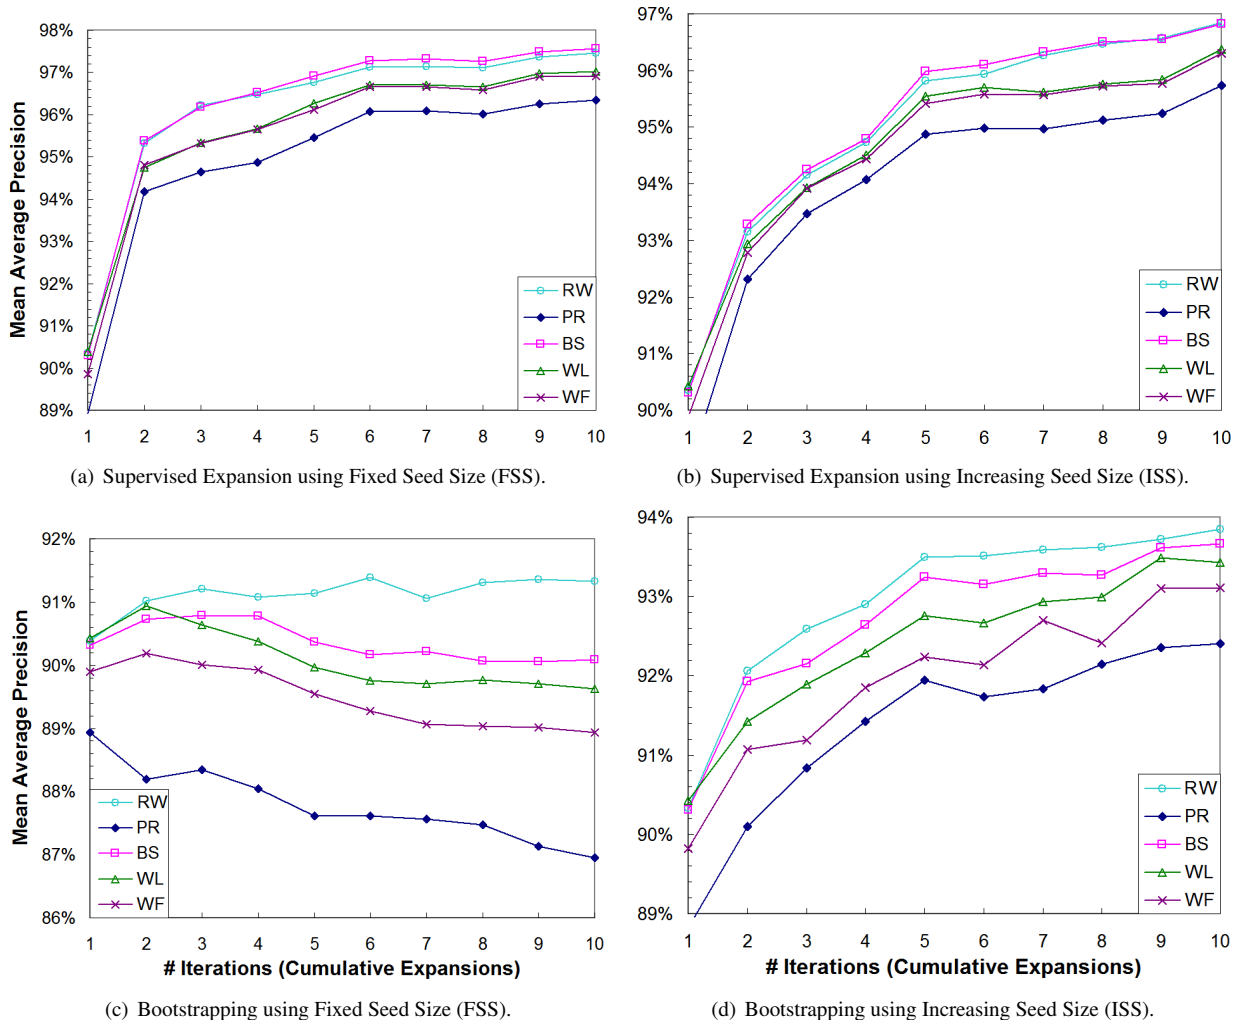 Mean Average Precision
98%
97%
96%
95%
94%
93%
92%
91%
90%
89%
1 2 3 4 5 6 7 8 9 10
RW
PR
BS
WL
WF
(a) Supervised Expansion using Fixed Seed Size (FSS).
97%
96%
95%
94%
93%
92%
91%
90%
1 2 3 4 5 6 7 8 9 10
RW
PR
BS
WL
WF
(b) Supervised Expansion using Increasing Seed Size (ISS).
Mean Average Precision
92%
91%
90%
89%
88%
87%
86%
RW
PR
BS
WL
WF
1 2 3 4 5 6 7 8 9 10
# Iterations (Cumulative Expansions)
(c) Bootstrapping using Fixed Seed Size (FSS).
94%
93%
92%
91%
90%
89%
RW
PR
BS
WL
WF
1 2 3 4 5 6 7 8 9 10
# Iterations (Cumulative Expansions)
(d) Bootstrapping using Increasing Seed Size (ISS).